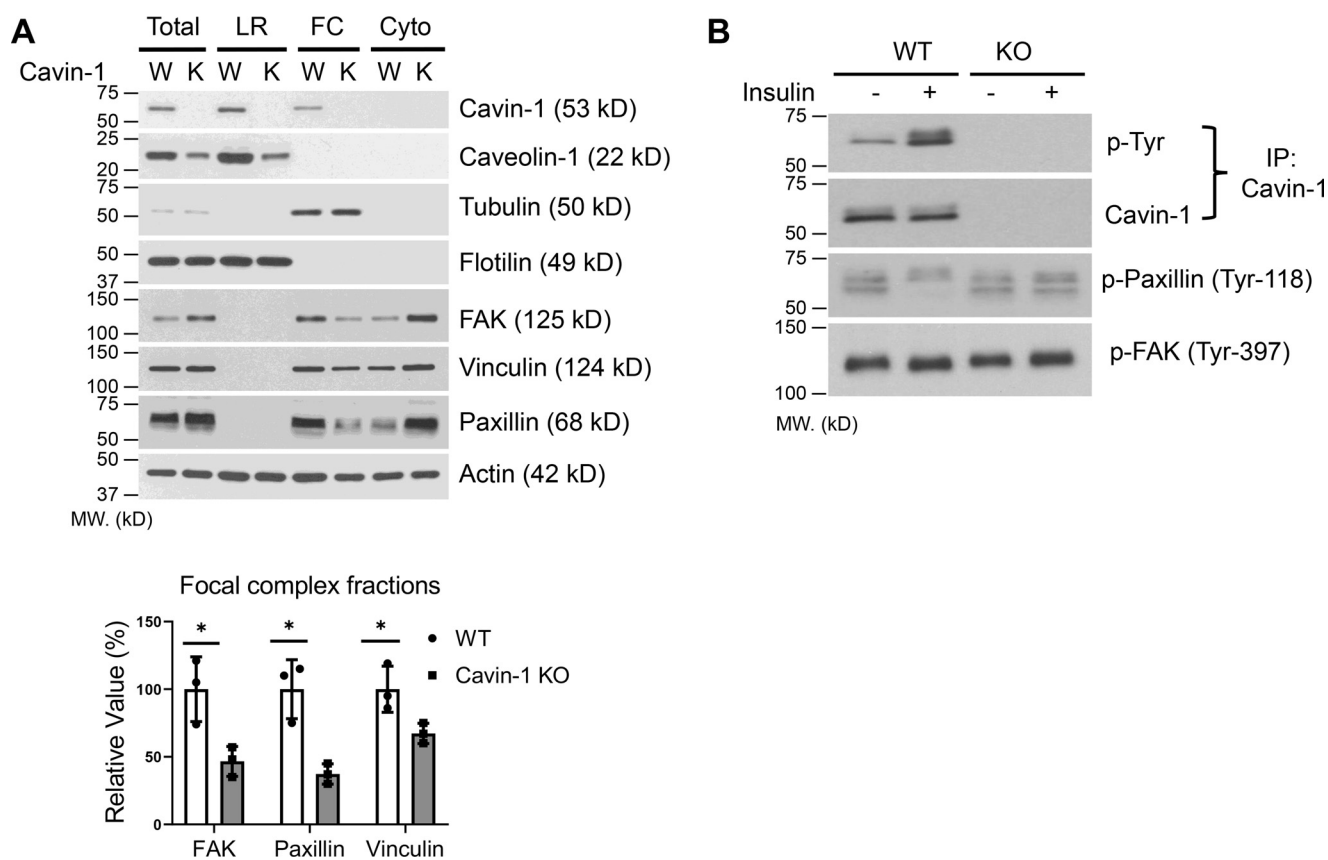 A
Total LR FC Cyto
Cavin-1 W K W K W K W K
75
50
Cavin-1 (53 kD)
25
20
Caveolin-1 (22 kD)
75
50
Tubulin (50 kD)
50
37
Flotilin (49 kD)
150
100
FAK (125 kD)
150
100
Vinculin (124 kD)
75
50
Paxillin (68 kD)
50
37
Actin (42 kD)
MW. (kD)
Focal complex fractions
Relative Value (%)
150
100
50
0
* * *
WT
Cavin-1 KO
FAK Paxillin Vinculin
B
WT KO
Insulin - + - +
75
50
p-Tyr
75
50
Cavin-1
IP:
Cavin-1
75
50
p-Paxillin (Tyr-118)
150
100
p-FAK (Tyr-397)
MW. (kD)